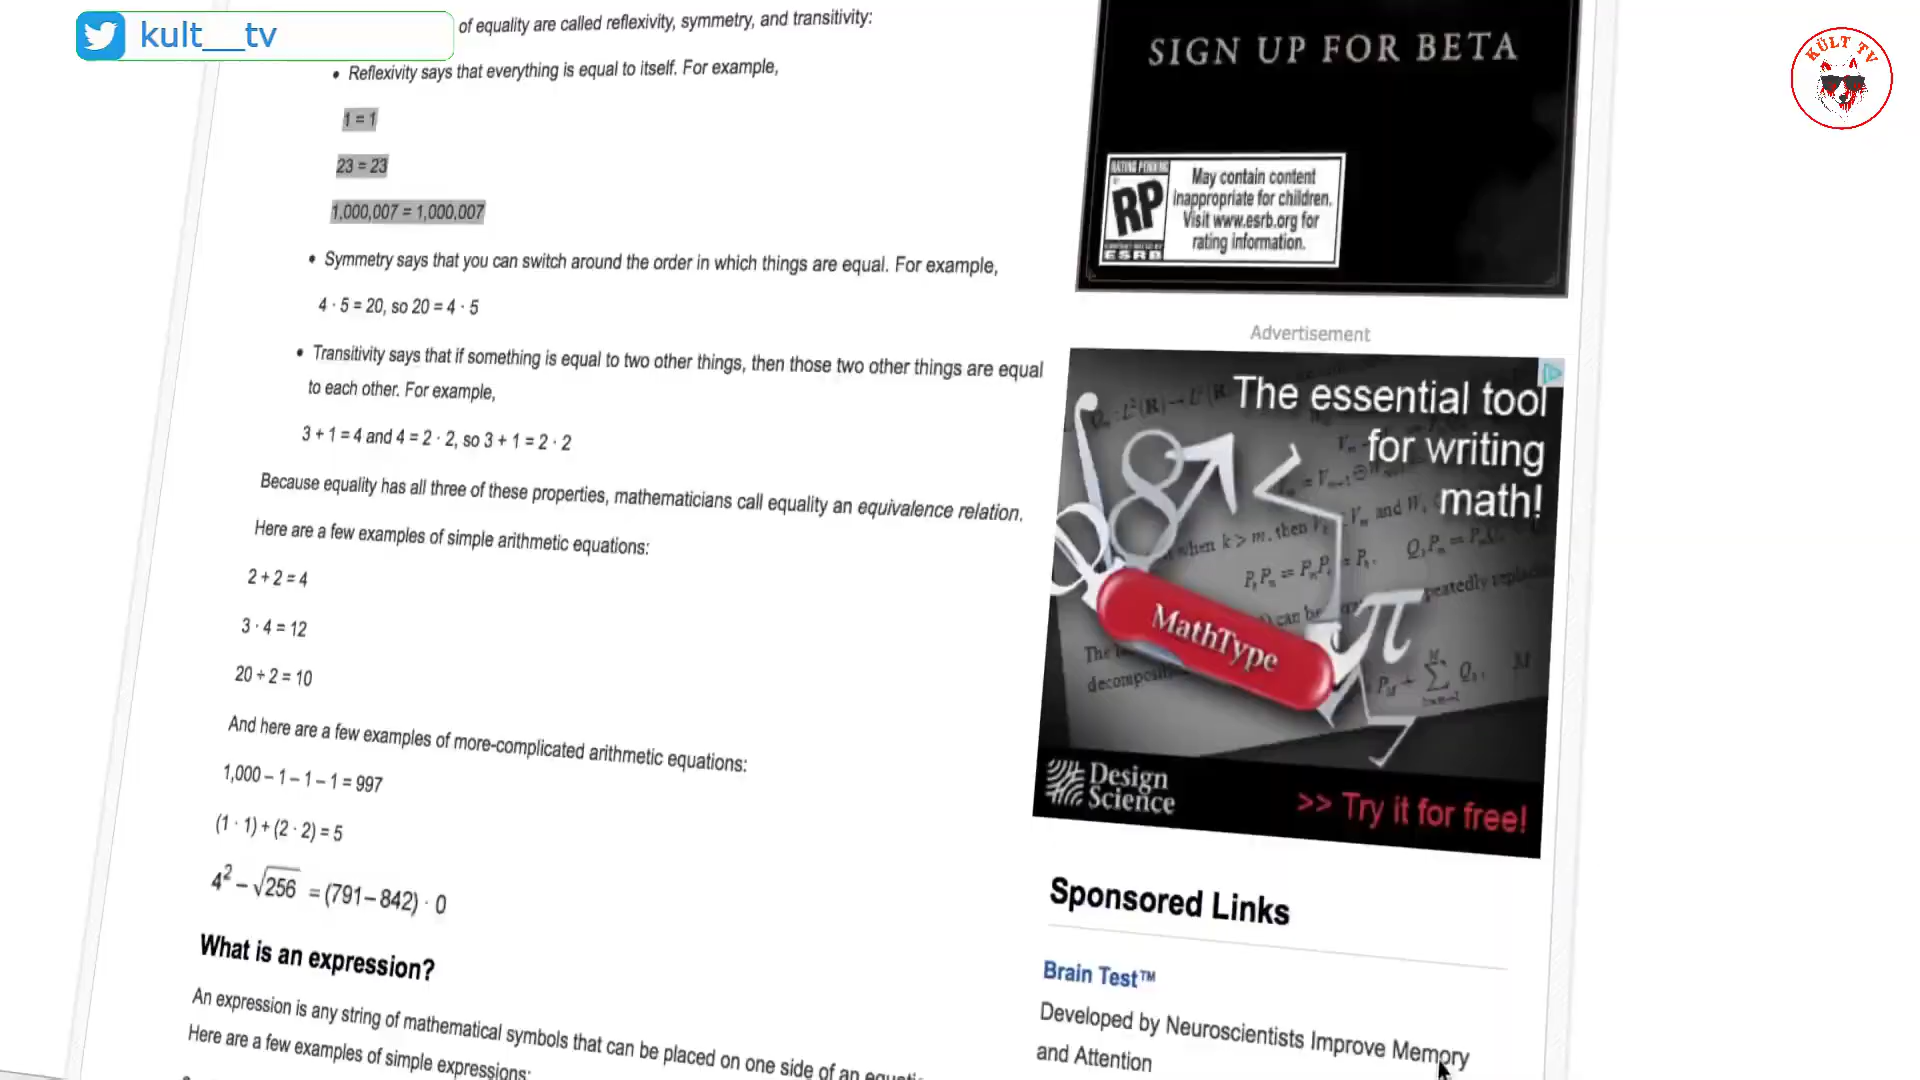 kult__tv
of equality are called reflexivity, symmetry, and transitivity:
• Reflexivity says that everything is equal to itself. For example,
1 = 1
23 = 23
1,000,007 = 1,000,007
• Symmetry says that you can switch around the order in which things are equal. For example,
4 · 5 = 20, so 20 = 4 · 5
• Transitivity says that if something is equal to two other things, then those two other things are equal
to each other. For example,
3 + 1 = 4 and 4 = 2 · 2, so 3 + 1 = 2 · 2
Because equality has all three of these properties, mathematicians call equality an equivalence relation.
Here are a few examples of simple arithmetic equations:
2 + 2 = 4
3 · 4 = 12
20 ÷ 2 = 10
And here are a few examples of more-complicated arithmetic equations:
1,000 – 1 – 1 – 1 = 997
(1 · 1) + (2 · 2) = 5
4² – √256 = (791 – 842) · 0
What is an expression?
An expression is any string of mathematical symbols that can be placed on one side of an
Here are a few examples of simple expressions:
SIGN UP FOR BETA
RATING PENDING
RP
ESRB
May contain content
inappropriate for children.
Visit www.esrb.org for
rating information.
Advertisement
The essential tool
for writing
math!
MathType
Design
Science
>> Try it for free!
Sponsored Links
Brain Test™
Developed by Neuroscientists Improve Memory
and Attention
KÜLT TV